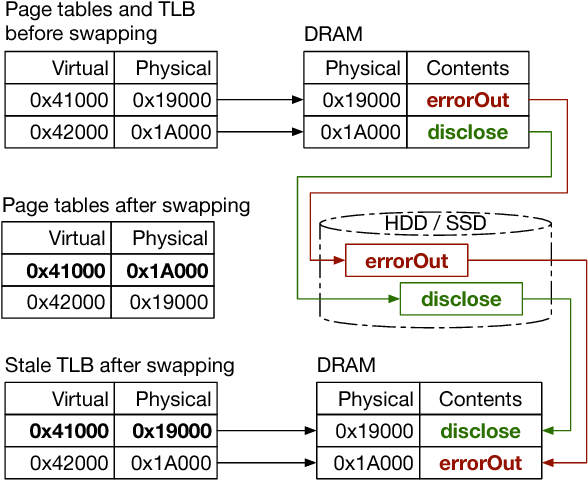 Page tables and TLB
before swapping
Virtual Physical
0x41000 0x19000
0x42000 0x1A000
DRAM
Physical Contents
0x19000 errorOut
0x1A000 disclose
Page tables after swapping
Virtual Physical
0x41000 0x1A000
0x42000 0x19000
HDD / SSD
errorOut
disclose
Stale TLB after swapping
Virtual Physical
0x41000 0x19000
0x42000 0x1A000
DRAM
Physical Contents
0x19000 disclose
0x1A000 errorOut